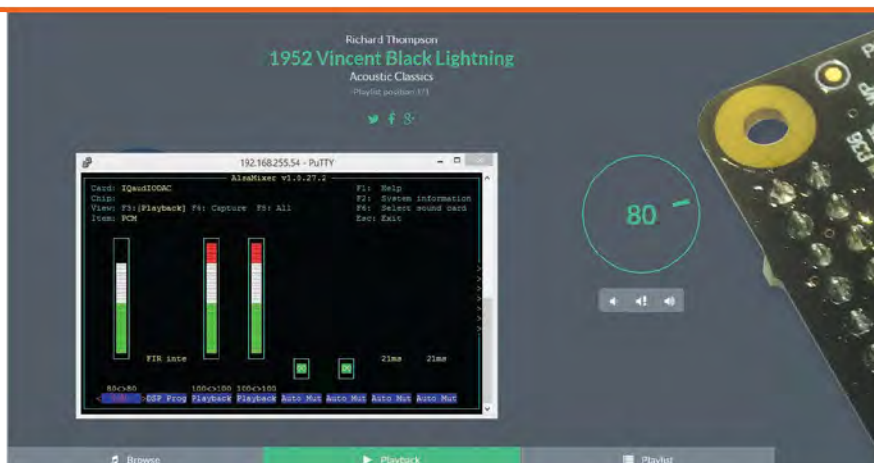 Richard Thompson
1952 Vincent Black Lightning
Acoustic Classics
Playlist position 1/1
192.168.255.54 - PuTTY
AlsaMixer v1.0.27.2
Card: IQaudIODAC F1: Help
Chip: F2: System information
View: F3:[Playback] F4: Capture F5: All F6: Select sound card
Item: PCM Esc: Exit
80
FIR inte 00 00 21ms 21ms
80<>80 100<>100 100<>100
DSP Prog Playback Playback Auto Mut Auto Mut Auto Mut Auto Mut
Browse Playback Playlist